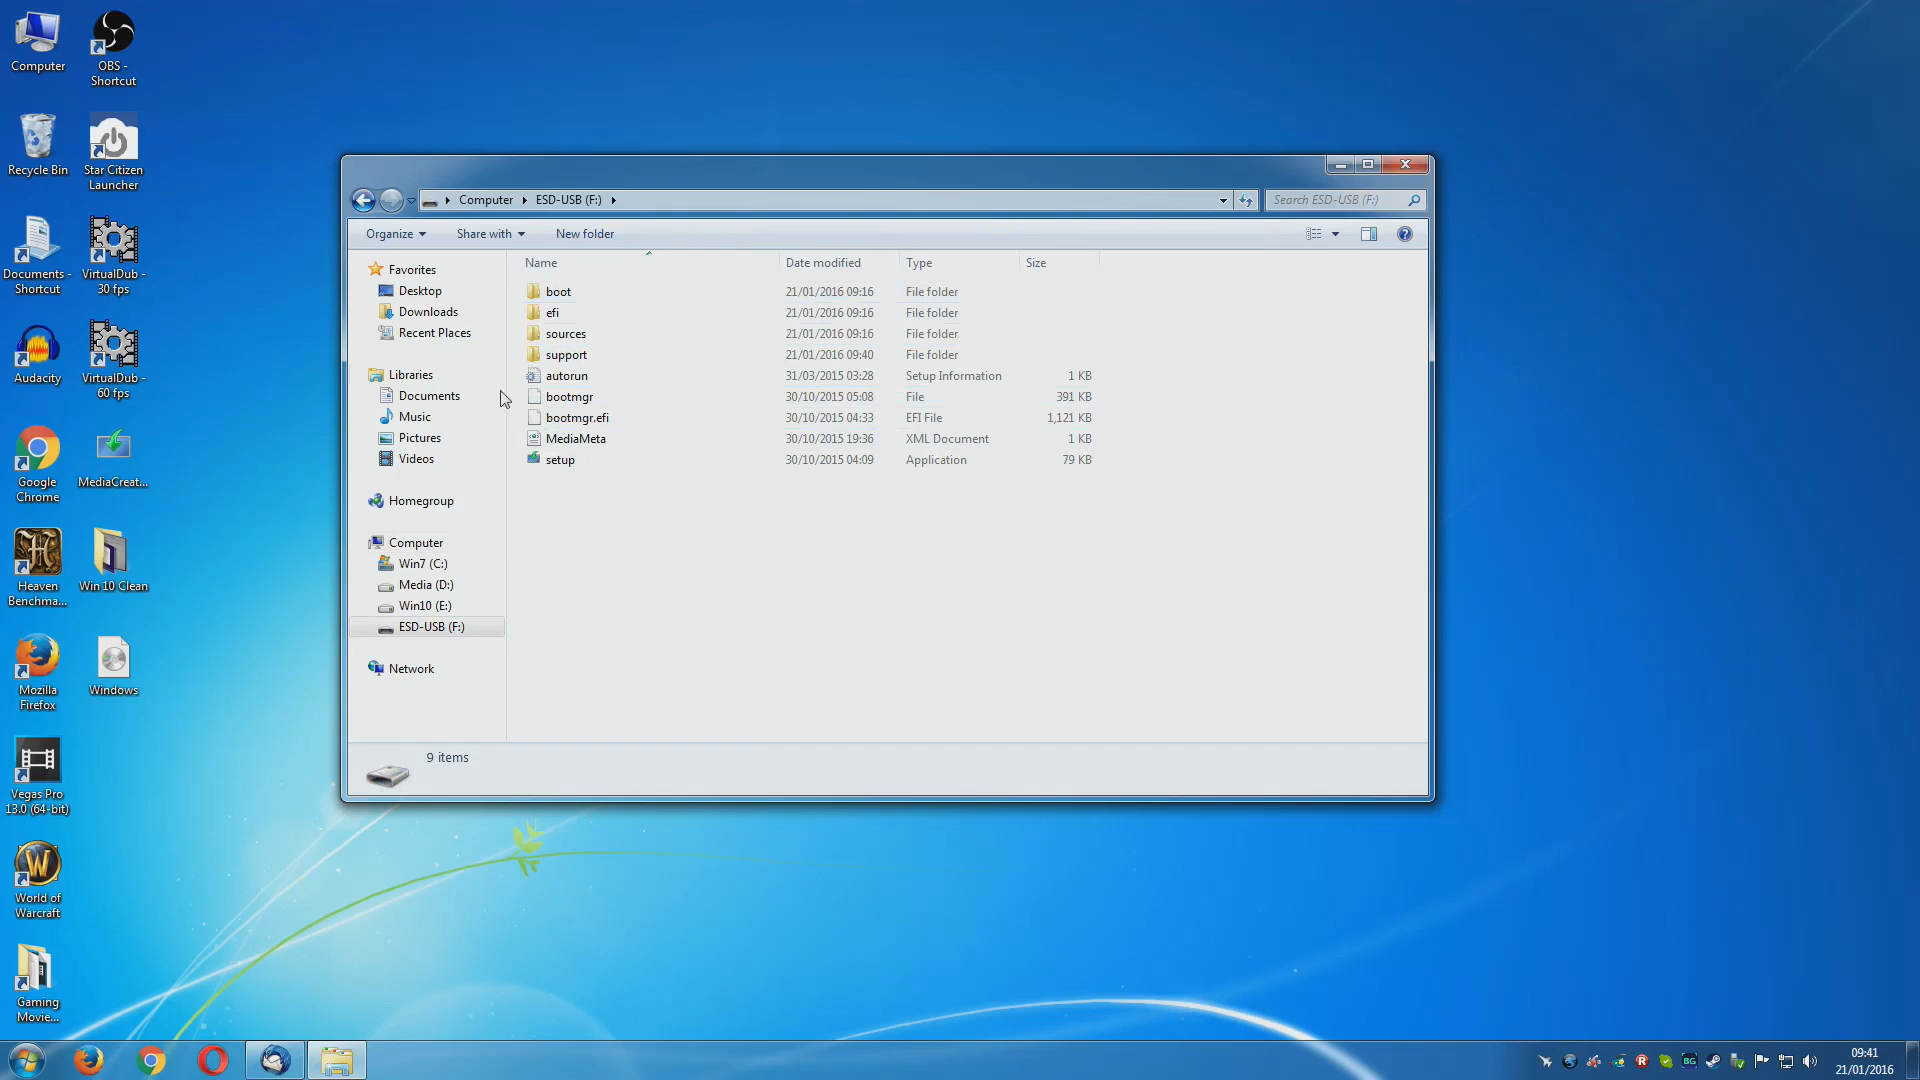 Computer
OBS -
Shortcut
Recycle Bin
Star Citizen
Launcher
Documents -
Shortcut
VirtualDub -
30 fps
Audacity
VirtualDub -
60 fps
Google
Chrome
MediaCreat...
Heaven
Benchma...
Win 10 Clean
Mozilla
Firefox
Windows
Vegas Pro
13.0 (64-bit)
World of
Warcraft
Gaming
Movie...
Computer ESD-USB (F:)
Search ESD-USB (F:)
Organize Share with New folder
Favorites
Desktop
Downloads
Recent Places
Libraries
Documents
Music
Pictures
Videos
Homegroup
Computer
Win7 (C:)
Media (D:)
Win10 (E:)
ESD-USB (F:)
Network
Name Date modified Type Size
boot 21/01/2016 09:16 File folder
efi 21/01/2016 09:16 File folder
sources 21/01/2016 09:16 File folder
support 21/01/2016 09:40 File folder
autorun 31/03/2015 03:28 Setup Information 1 KB
bootmgr 30/10/2015 05:08 File 391 KB
bootmgr.efi 30/10/2015 04:33 EFI File 1,121 KB
MediaMeta 30/10/2015 19:36 XML Document 1 KB
setup 30/10/2015 04:09 Application 79 KB
9 items
R
BG
09:41
21/01/2016